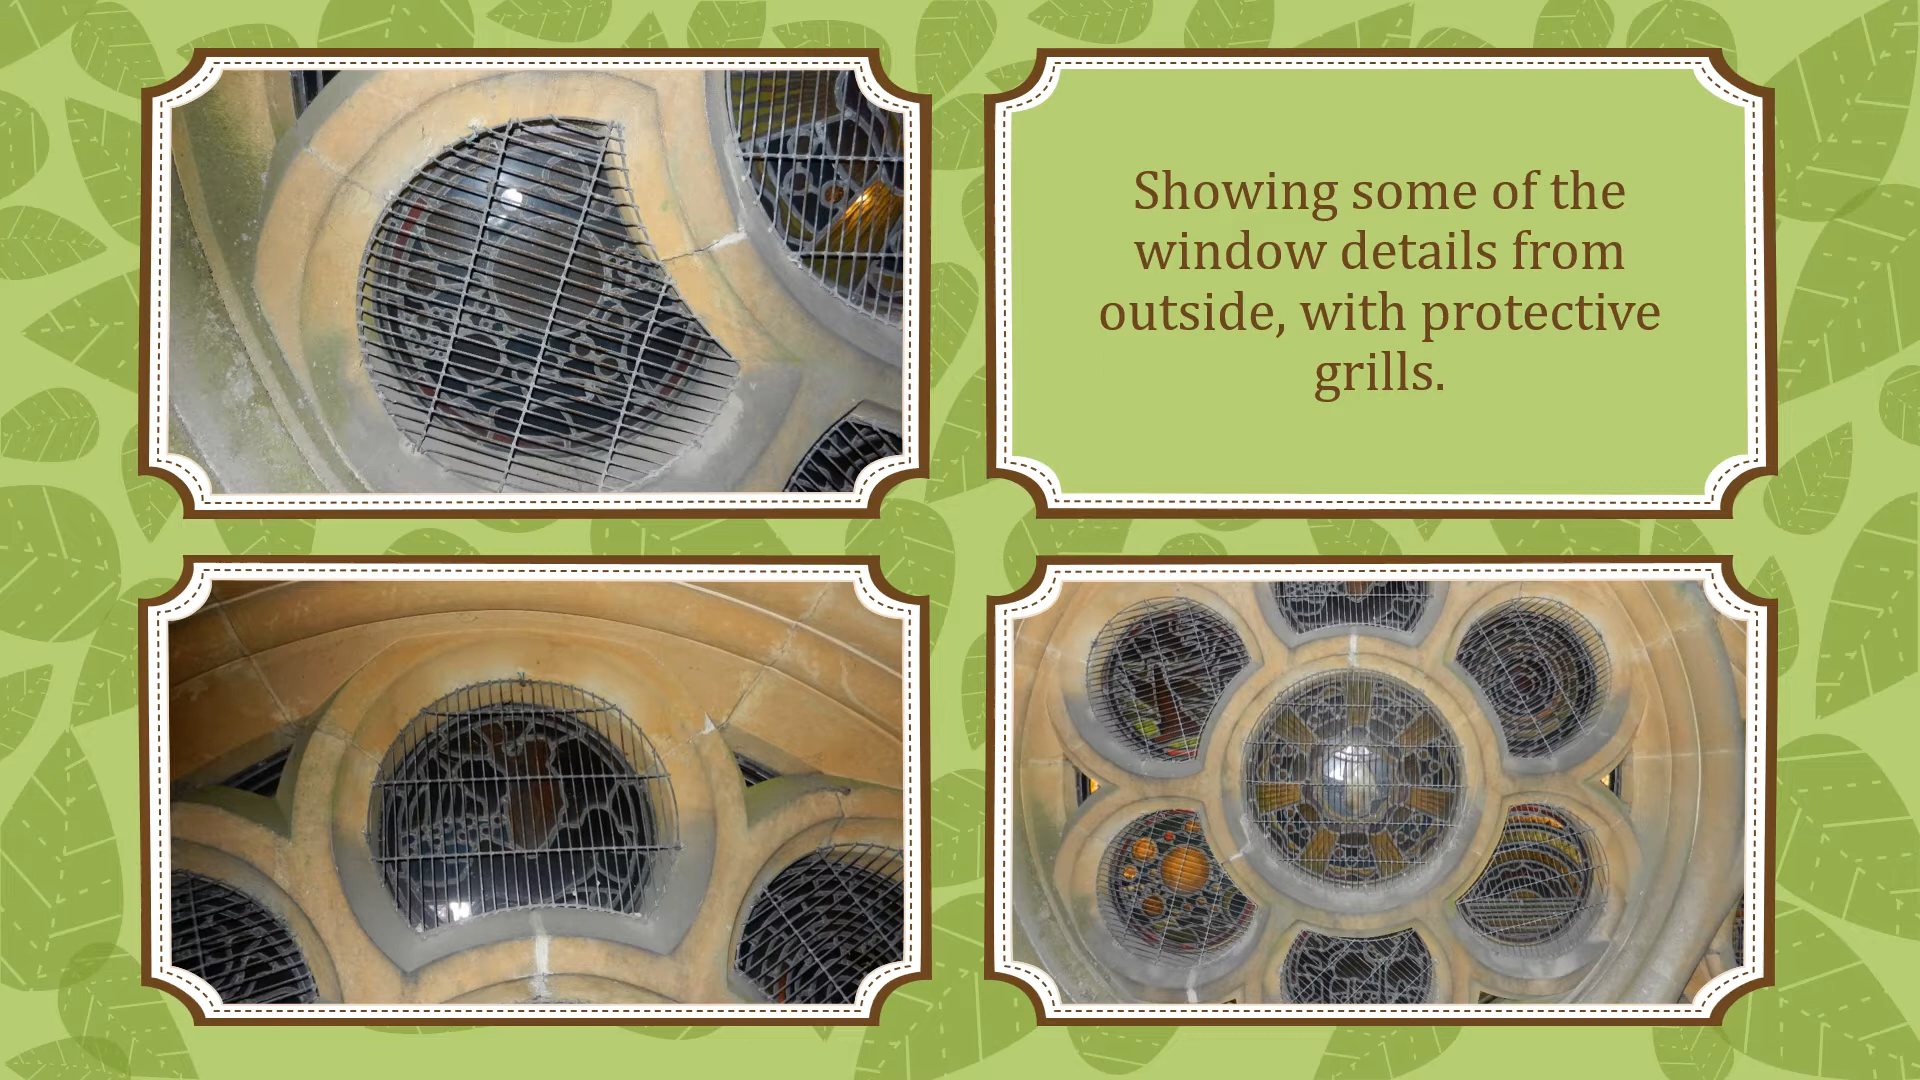 Showing some of the
window details from
outside, with protective
grills.